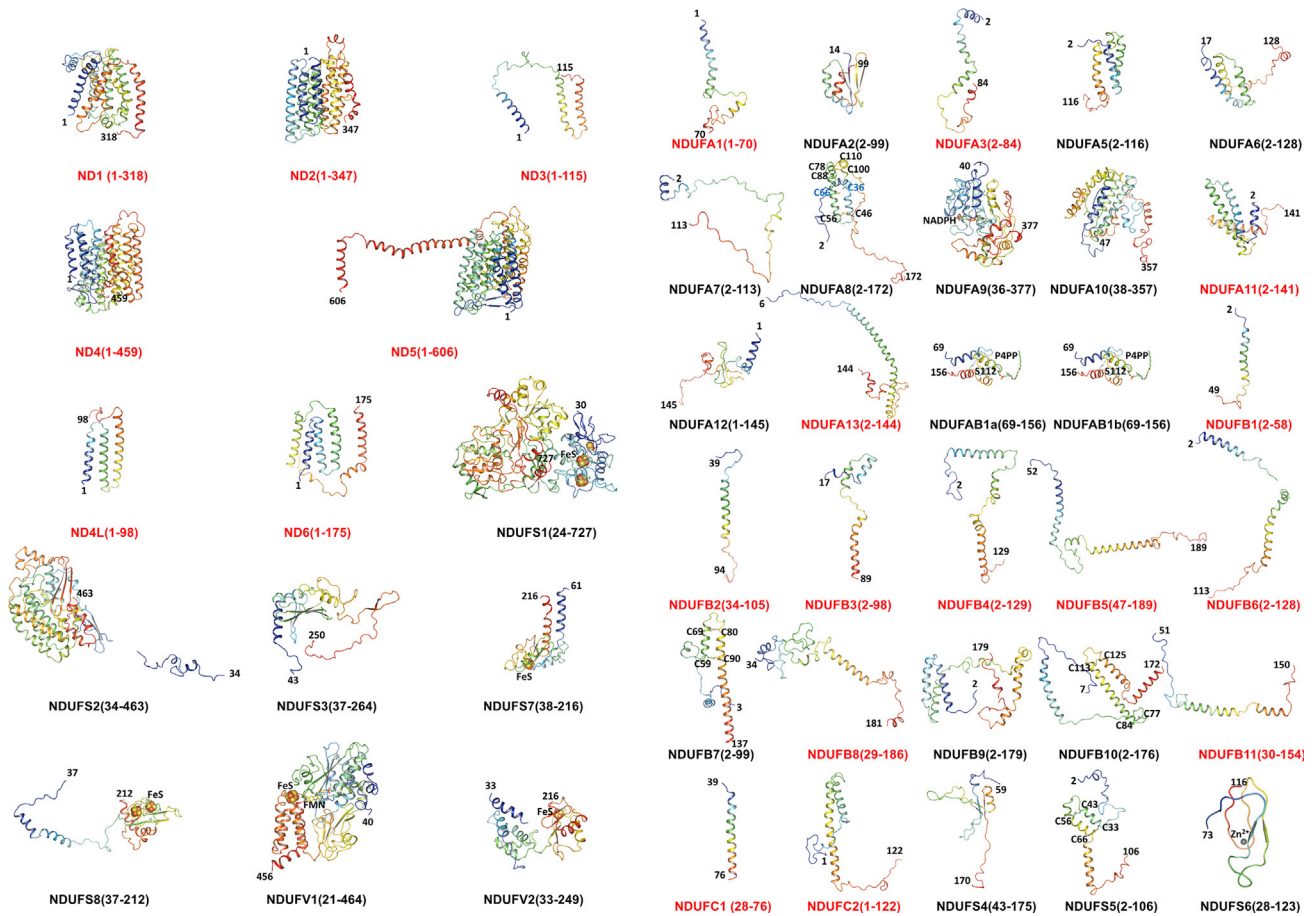 1
318
ND1 (1-318)
1
347
ND2(1-347)
115
1
ND3(1-115)
1
459
ND4(1-459)
606
1
ND5(1-606)
98
1
ND4L(1-98)
175
1
ND6(1-175)
30
727
FeS
NDUFS1(24-727)
463
34
NDUFS2(34-463)
250
43
NDUFS3(37-264)
61
216
FeS
NDUFS7(38-216)
37
212
FeS
NDUFS8(37-212)
FeS
FMN
40
456
NDUFV1(21-464)
33
216
FeS
NDUFV2(33-249)
1
70
NDUFA1(1-70)
14
99
NDUFA2(2-99)
2
84
NDUFA3(2-84)
2
116
NDUFA5(2-116)
17
128
NDUFA6(2-128)
2
113
NDUFA7(2-113)
C110
C78
C100
C88
C66
C36
C56
C46
2
172
NDUFA8(2-172)
40
NADPH
377
NDUFA9(36-377)
47
357
NDUFA10(38-357)
2
141
NDUFA11(2-141)
1
145
NDUFA12(1-145)
6
144
NDUFA13(2-144)
69
P4PP
156
S112
NDUFAB1a(69-156)
69
P4PP
156
S112
NDUFAB1b(69-156)
2
49
NDUFB1(2-58)
39
94
NDUFB2(34-105)
17
89
NDUFB3(2-98)
2
129
NDUFB4(2-129)
52
189
NDUFB5(47-189)
2
113
NDUFB6(2-128)
C69
C80
C59
C90
3
137
NDUFB7(2-99)
34
181
NDUFB8(29-186)
179
2
NDUFB9(2-179)
C125
C113
172
7
C77
C84
NDUFB10(2-176)
51
150
NDUFB11(30-154)
39
76
NDUFC1 (28-76)
1
122
NDUFC2(1-122)
59
170
NDUFS4(43-175)
2
C43
C56
C33
C66
106
NDUFS5(2-106)
116
73
Zn²⁺
NDUFS6(28-123)